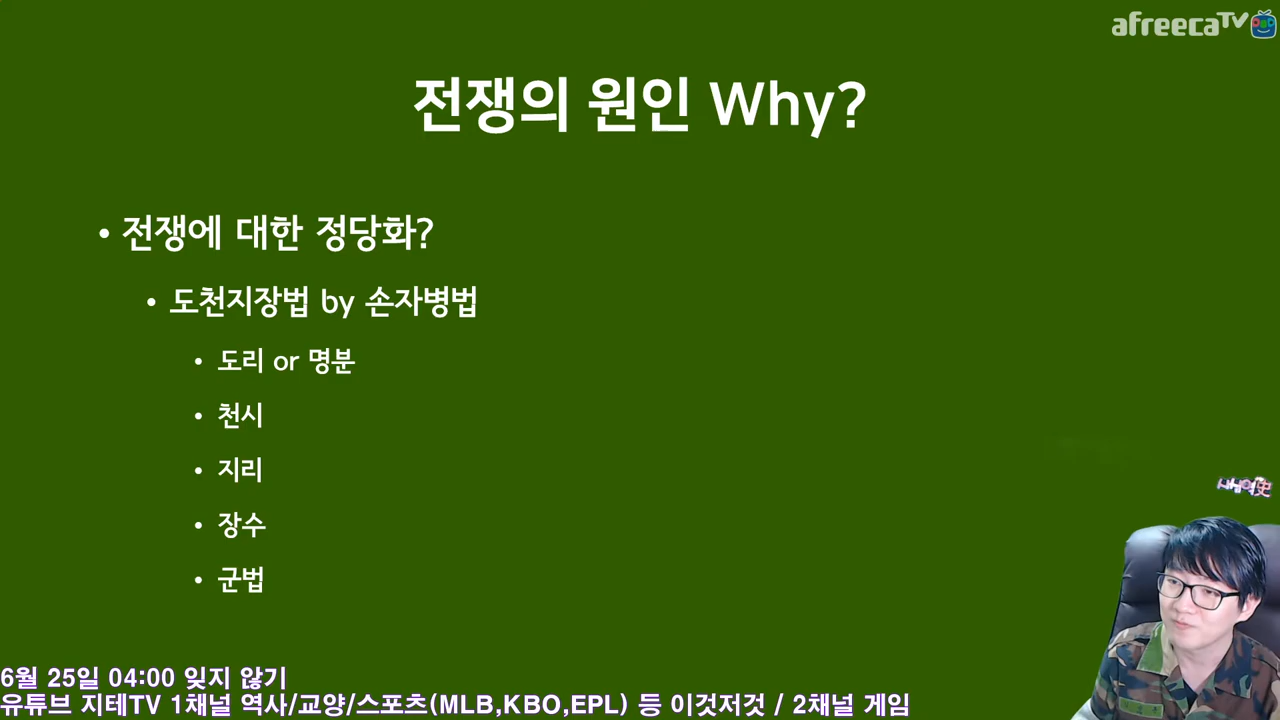 afreecaTV
전쟁의 원인 Why?
• 전쟁에 대한 정당화?
• 도천지장법 by 손자병법
• 도리 or 명분
• 천시
• 지리
• 장수
• 군법
6월 25일 04:00 잊지 않기
유튜브 지테TV 1채널 역사/교양/스포츠(MLB,KBO,EPL) 등 이것저것 / 2채널 게임